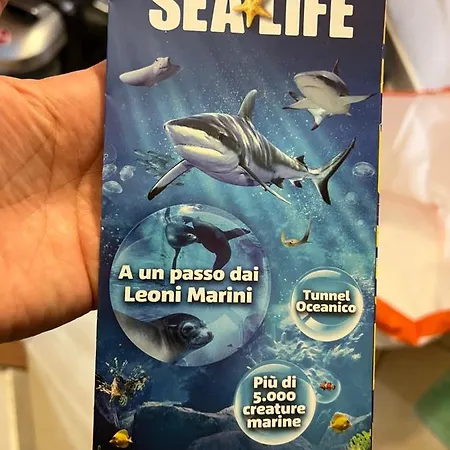 SEA LIFE
A un passo dai
Leoni Marini
Tunnel
Oceanico
Più di
5.000
creature
marine